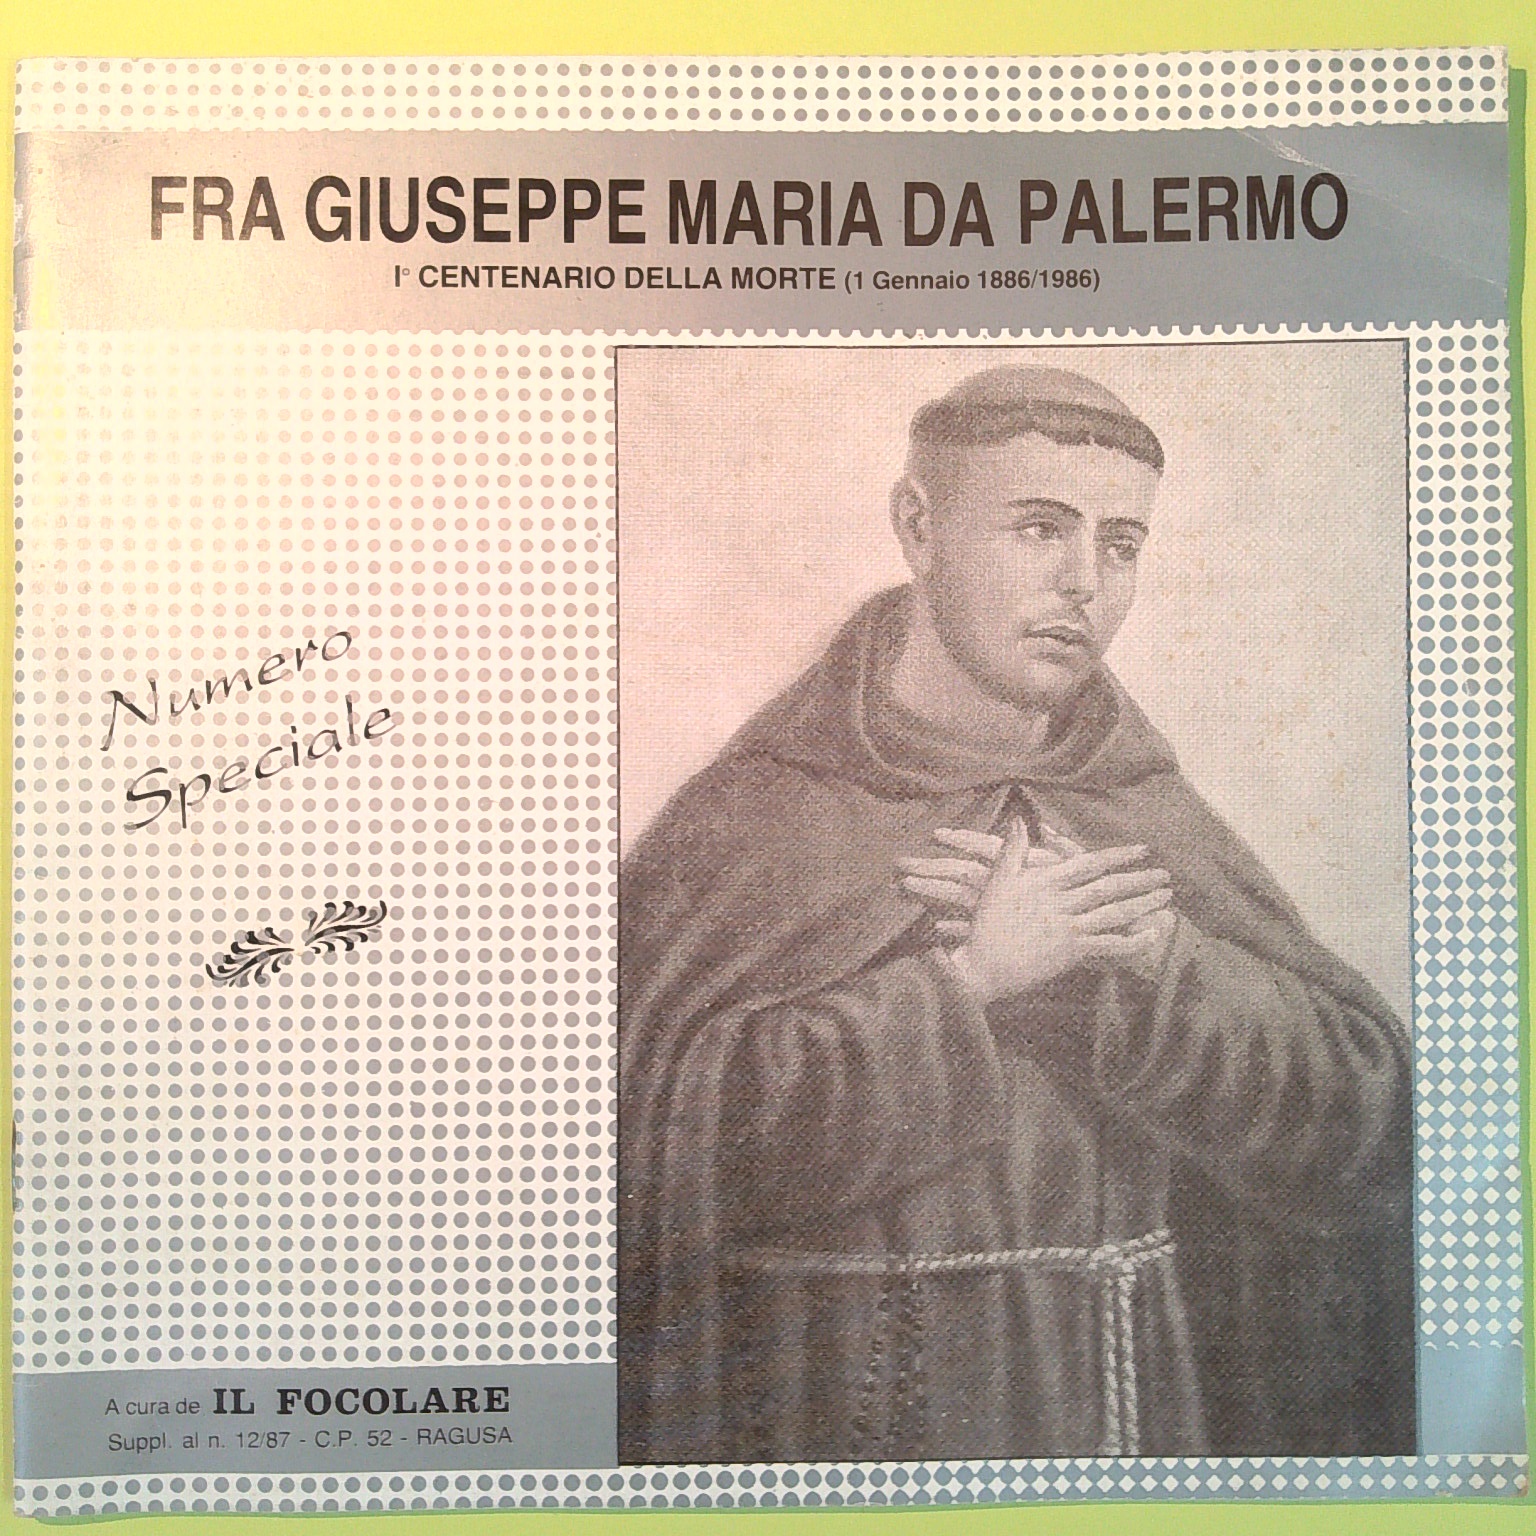 FRA GIUSEPPE MARIA DA PALERMO
I° CENTENARIO DELLA MORTE (1 Gennaio 1886/1986)
Numero
Speciale
A cura de IL FOCOLARE
Suppl. al n. 12/87 - C.P. 52 - RAGUSA